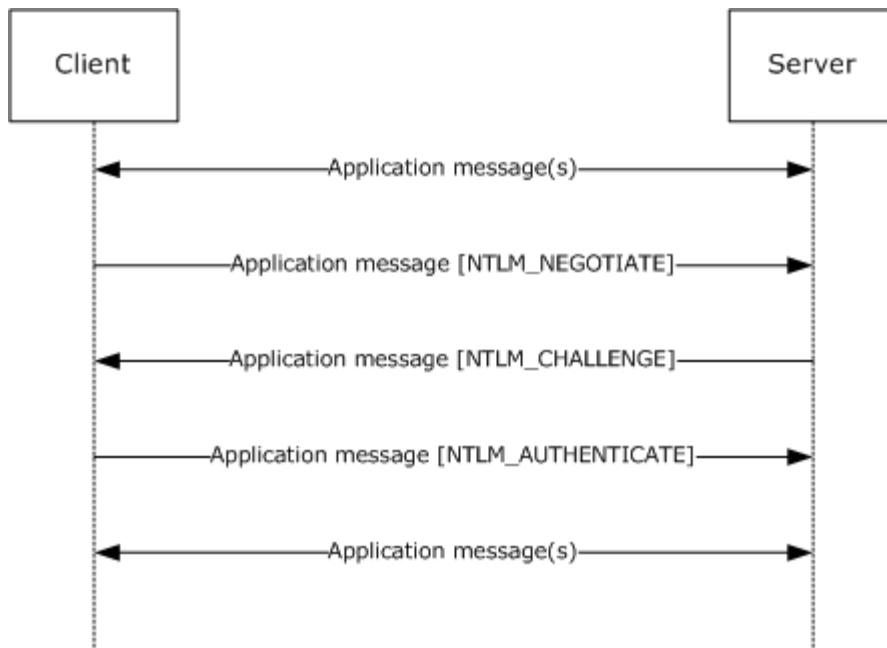 Client
Server
Application message(s)
Application message [NTLM_NEGOTIATE]
Application message [NTLM_CHALLENGE]
Application message [NTLM_AUTHENTICATE]
Application message(s)